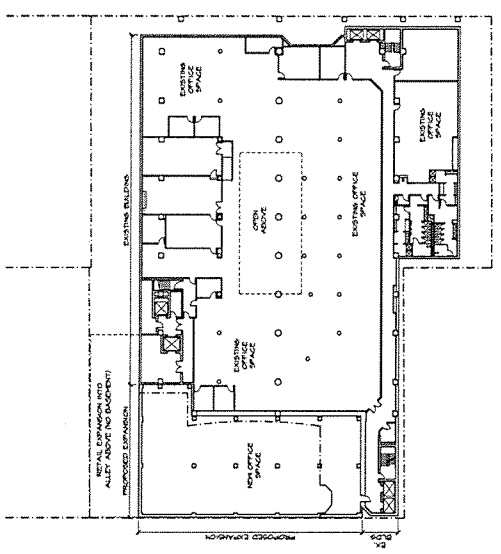 EXISTING
OFFICE
SPACE
EXISTING
OFFICE
SPACE
OPEN
ABOVE
EXISTING OFFICE
SPACE
EXISTING BUILDING
EXISTING
OFFICE
SPACE
RETAIL EXPANSION INTO
ALLEY ABOVE (NO BASEMENT)
PROPOSED EXPANSION
NEW OFFICE
SPACE
PROPOSED EXPANSION
EX.
BLDG.